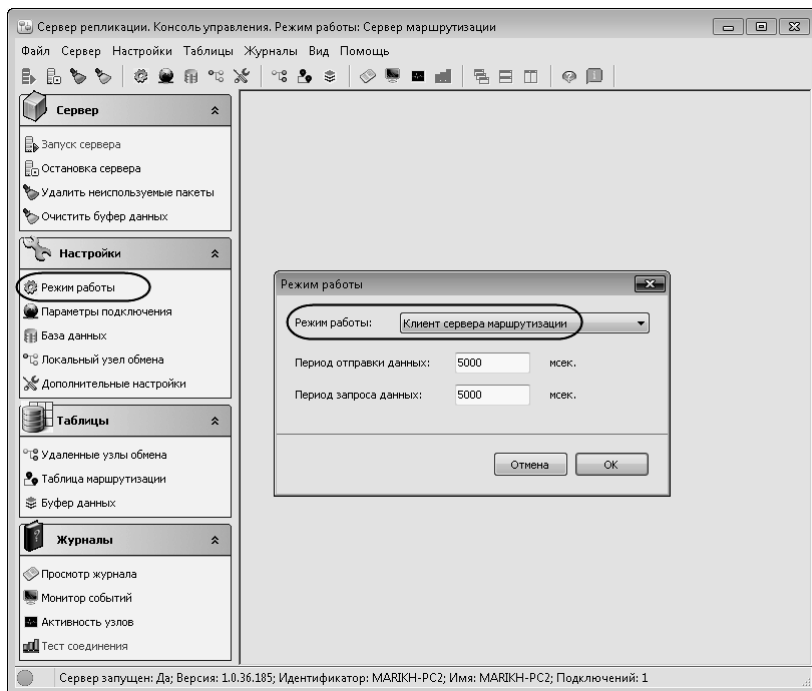 Сервер репликации. Консоль управления. Режим работы: Сервер маршрутизации
Файл Сервер Настройки Таблицы Журналы Вид Помощь
Сервер
Запуск сервера
Остановка сервера
Удалить неиспользуемые пакеты
Очистить буфер данных
Настройки
Режим работы
Параметры подключения
База данных
Локальный узел обмена
Дополнительные настройки
Таблицы
Удаленные узлы обмена
Таблица маршрутизации
Буфер данных
Журналы
Просмотр журнала
Монитор событий
Активность узлов
Тест соединения
Режим работы
Режим работы: Клиент сервера маршрутизации
Период отправки данных: 5000 мсек.
Период запроса данных: 5000 мсек.
Отмена ОК
Сервер запущен: Да; Версия: 1.0.36.185; Идентификатор: MARIKH-PC2; Имя: MARIKH-PC2; Подключений: 1